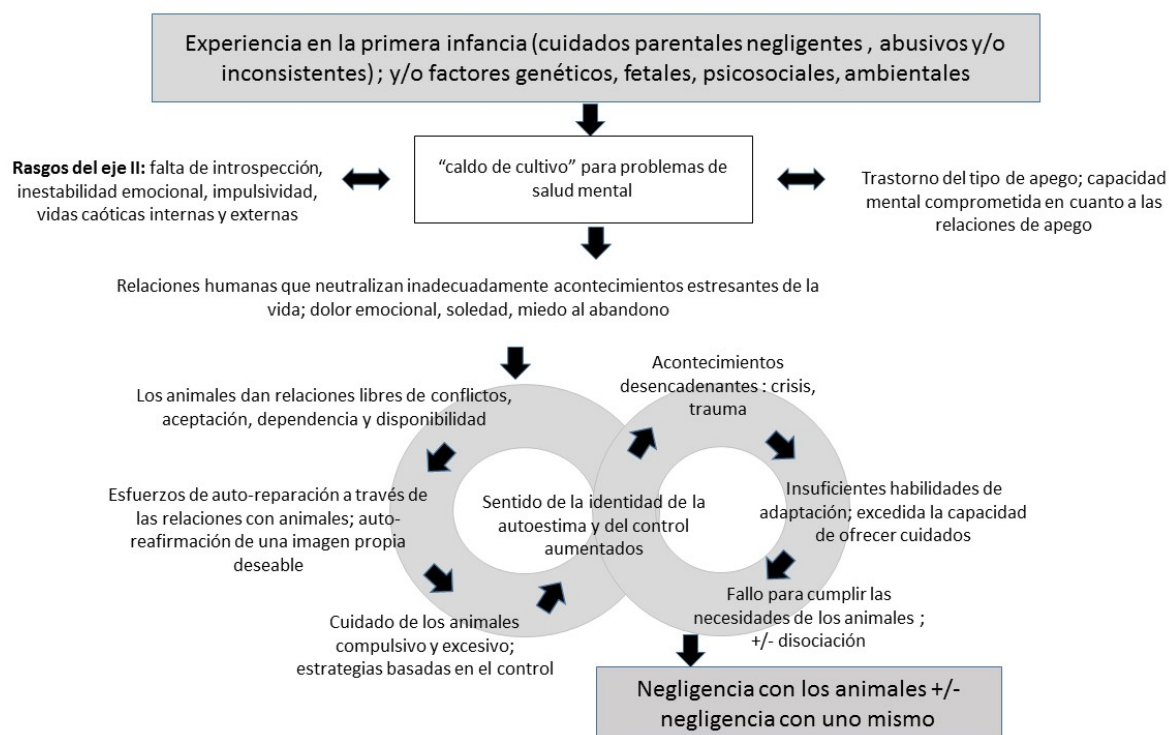 Experiencia en la primera infancia (cuidados parentales negligentes , abusivos y/o
inconsistentes) ; y/o factores genéticos, fetales, psicosociales, ambientales
Rasgos del eje II: falta de introspección,
inestabilidad emocional, impulsividad,
vidas caóticas internas y externas
"caldo de cultivo" para problemas de
salud mental
Trastorno del tipo de apego; capacidad
mental comprometida en cuanto a las
relaciones de apego
Relaciones humanas que neutralizan inadecuadamente acontecimientos estresantes de la
vida; dolor emocional, soledad, miedo al abandono
Los animales dan relaciones libres de conflictos,
aceptación, dependencia y disponibilidad
Acontecimientos
desencadenantes : crisis,
trauma
Esfuerzos de auto-reparación a través de
las relaciones con animales; auto-
reafirmación de una imagen propia
deseable
Sentido de la identidad de la
autoestima y del control
aumentados
Insuficientes habilidades de
adaptación; excedida la capacidad
de ofrecer cuidados
Cuidado de los animales
compulsivo y excesivo;
estrategias basadas en el control
Fallo para cumplir las
necesidades de los animales ;
+/- disociación
Negligencia con los animales +/-
negligencia con uno mismo